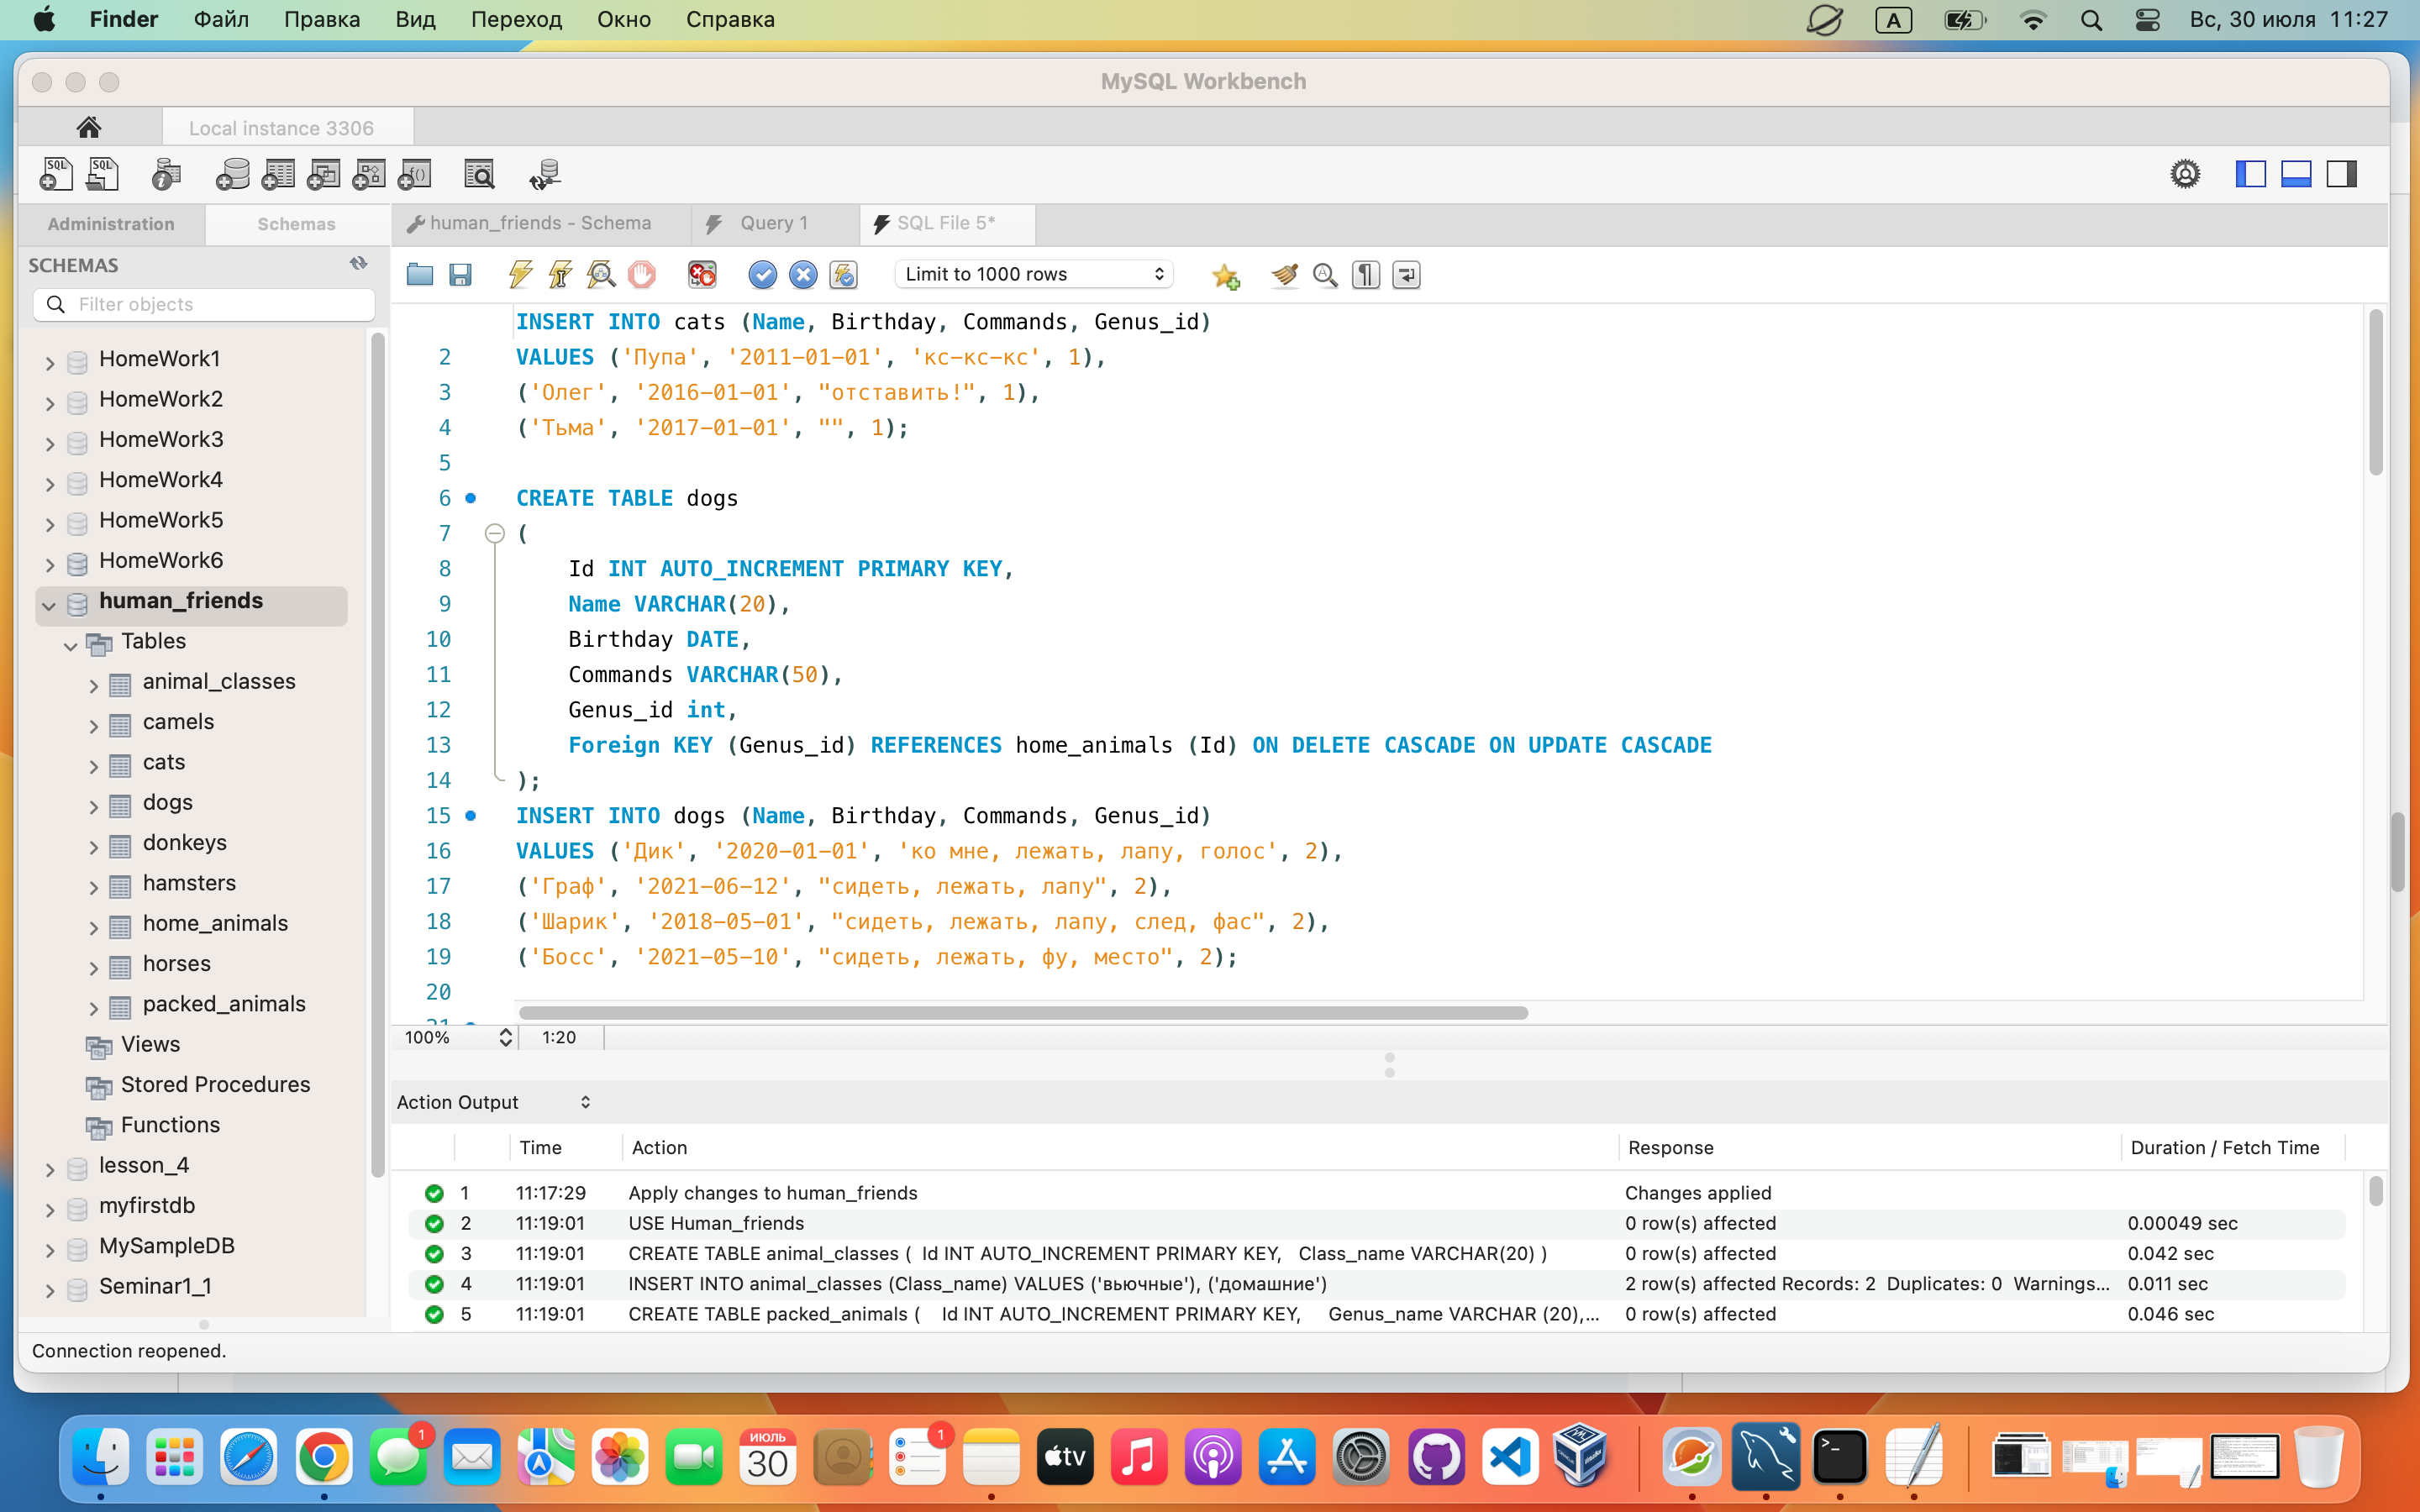 Finder Файл Правка Вид Переход Окно Справка A Вс, 30 июля 11:27
MySQL Workbench
Local instance 3306
SQL SQL
Administration Schemas human_friends - Schema Query 1 SQL File 5*
SCHEMAS
Filter objects
Limit to 1000 rows
HomeWork1
HomeWork2
HomeWork3
HomeWork4
HomeWork5
HomeWork6
human_friends
Tables
animal_classes
camels
cats
dogs
donkeys
hamsters
home_animals
horses
packed_animals
Views
Stored Procedures
Functions
lesson_4
myfirstdb
MySampleDB
Seminar1_1
INSERT INTO cats (Name, Birthday, Commands, Genus_id)
2 VALUES ('Пупа', '2011-01-01', 'кс-кс-кс', 1),
3 ('Олег', '2016-01-01', "отставить!", 1),
4 ('Тьма', '2017-01-01', "", 1);
5
6 CREATE TABLE dogs
7 (
8 Id INT AUTO_INCREMENT PRIMARY KEY,
9 Name VARCHAR(20),
10 Birthday DATE,
11 Commands VARCHAR(50),
12 Genus_id int,
13 Foreign KEY (Genus_id) REFERENCES home_animals (Id) ON DELETE CASCADE ON UPDATE CASCADE
14 );
15 INSERT INTO dogs (Name, Birthday, Commands, Genus_id)
16 VALUES ('Дик', '2020-01-01', 'ко мне, лежать, лапу, голос', 2),
17 ('Граф', '2021-06-12', "сидеть, лежать, лапу", 2),
18 ('Шарик', '2018-05-01', "сидеть, лежать, лапу, след, фас", 2),
19 ('Босс', '2021-05-10', "сидеть, лежать, фу, место", 2);
20
21
100% 1:20
Action Output
Time Action Response Duration / Fetch Time
1 11:17:29 Apply changes to human_friends Changes applied
2 11:19:01 USE Human_friends 0 row(s) affected 0.00049 sec
3 11:19:01 CREATE TABLE animal_classes ( Id INT AUTO_INCREMENT PRIMARY KEY, Class_name VARCHAR(20) ) 0 row(s) affected 0.042 sec
4 11:19:01 INSERT INTO animal_classes (Class_name) VALUES ('вьючные'), ('домашние') 2 row(s) affected Records: 2 Duplicates: 0 Warnings... 0.011 sec
5 11:19:01 CREATE TABLE packed_animals ( Id INT AUTO_INCREMENT PRIMARY KEY, Genus_name VARCHAR (20),... 0 row(s) affected 0.046 sec
Connection reopened.
1
ИЮЛЬ
30
1
tv